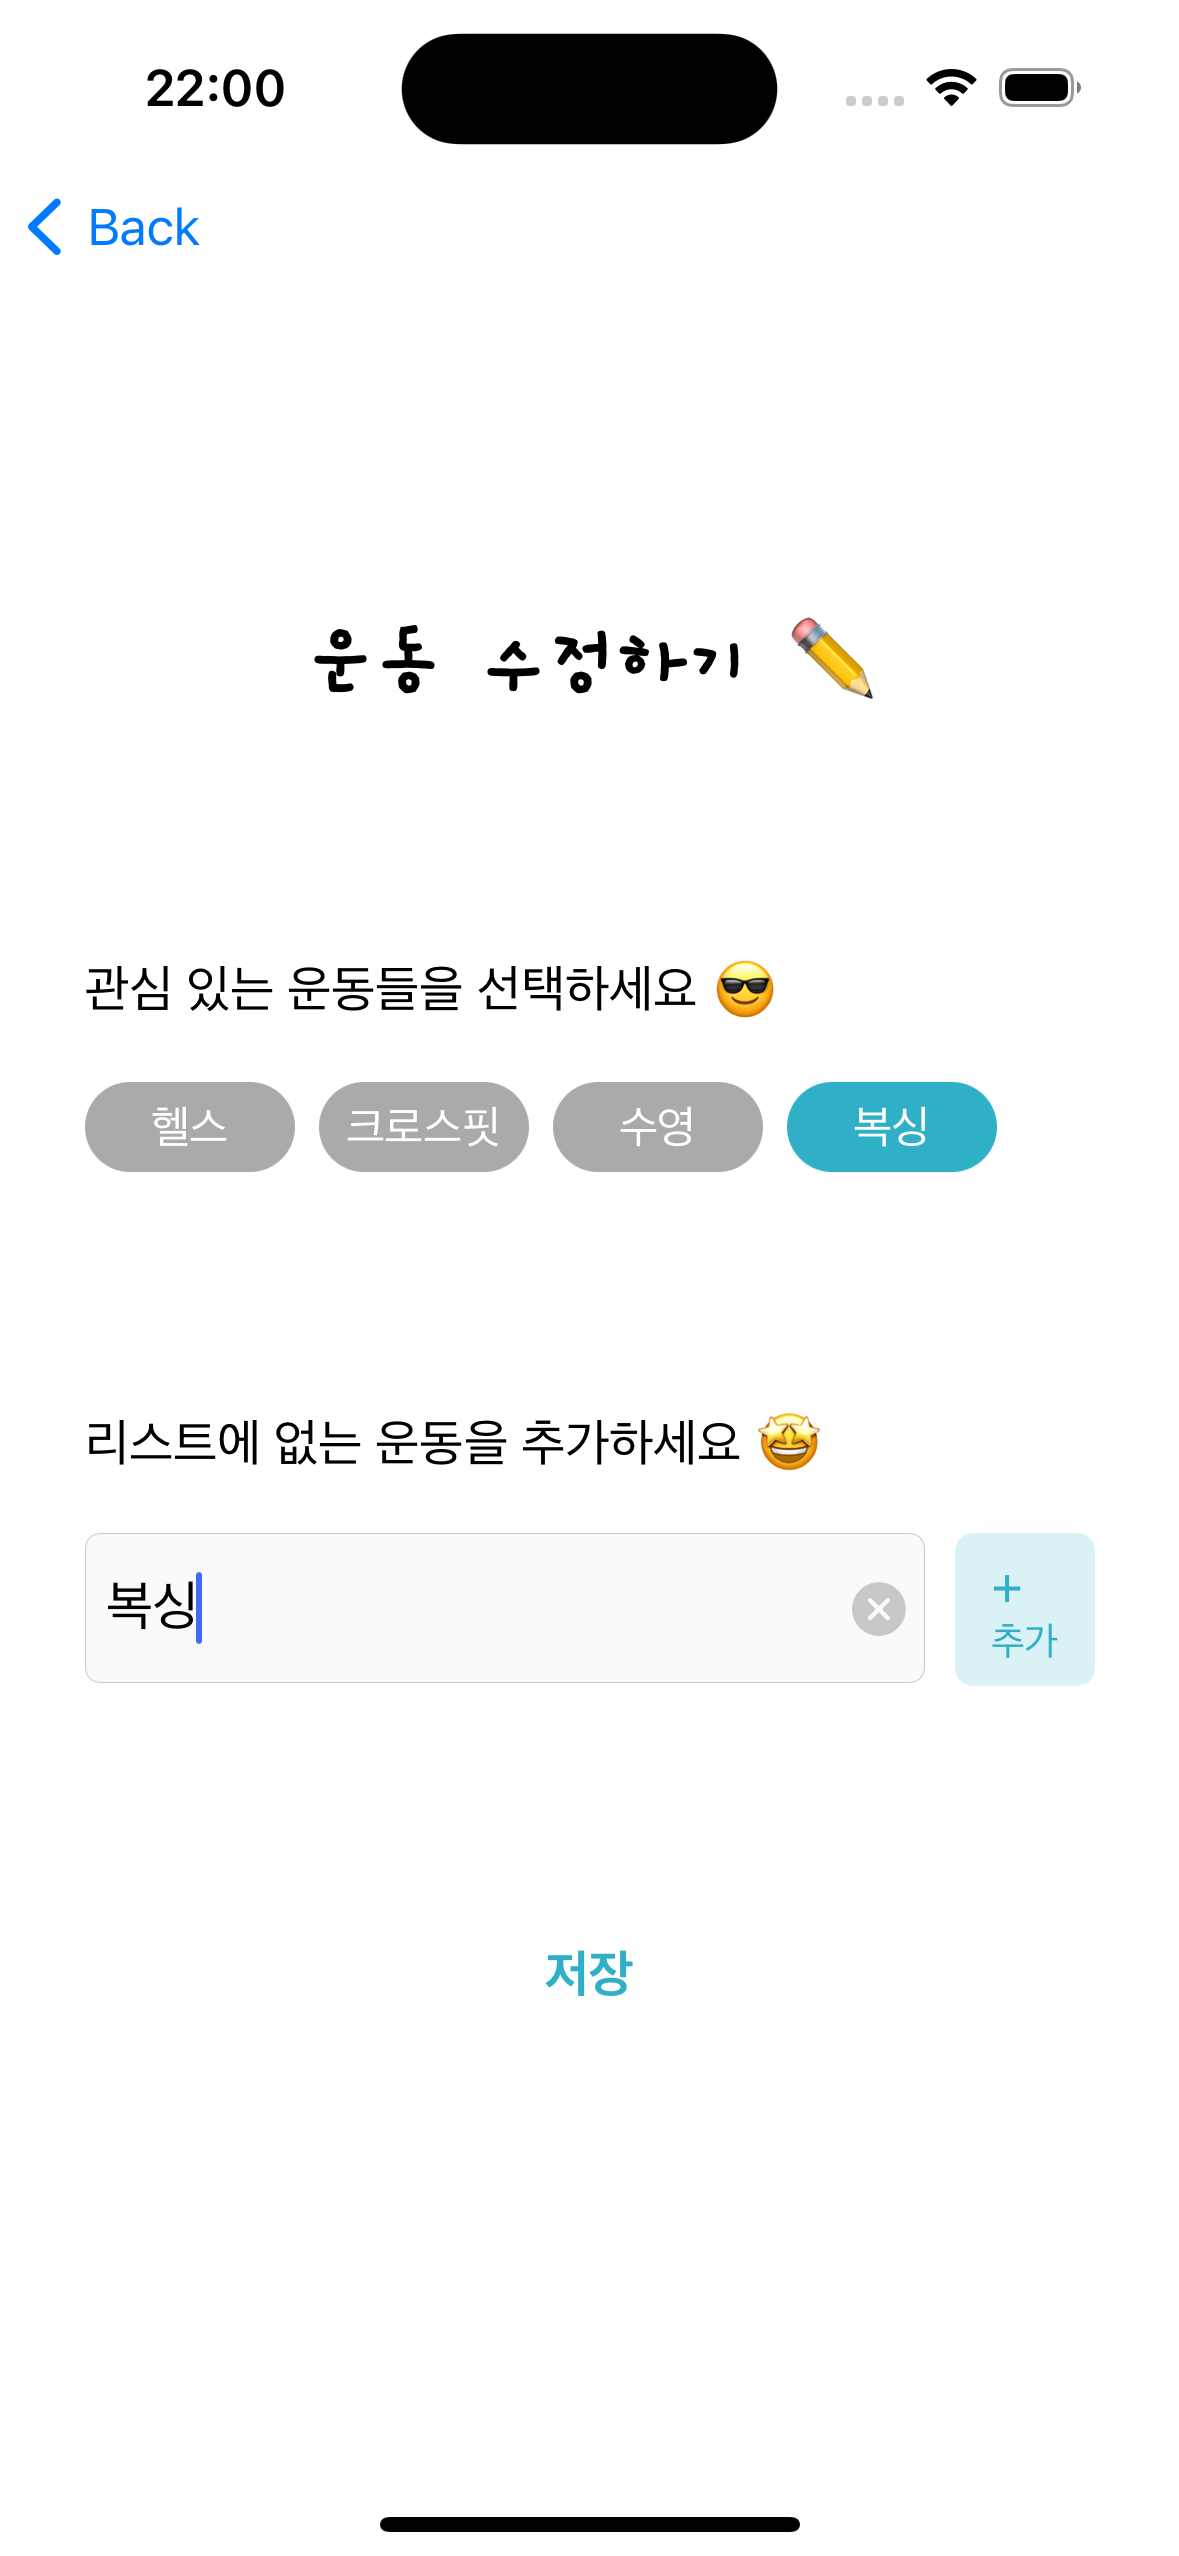 22:00
Back
운동 수정하기 ✏️
관심 있는 운동들을 선택하세요 😎
헬스 크로스핏 수영 복싱
리스트에 없는 운동을 추가하세요 🤩
복싱
+
추가
저장